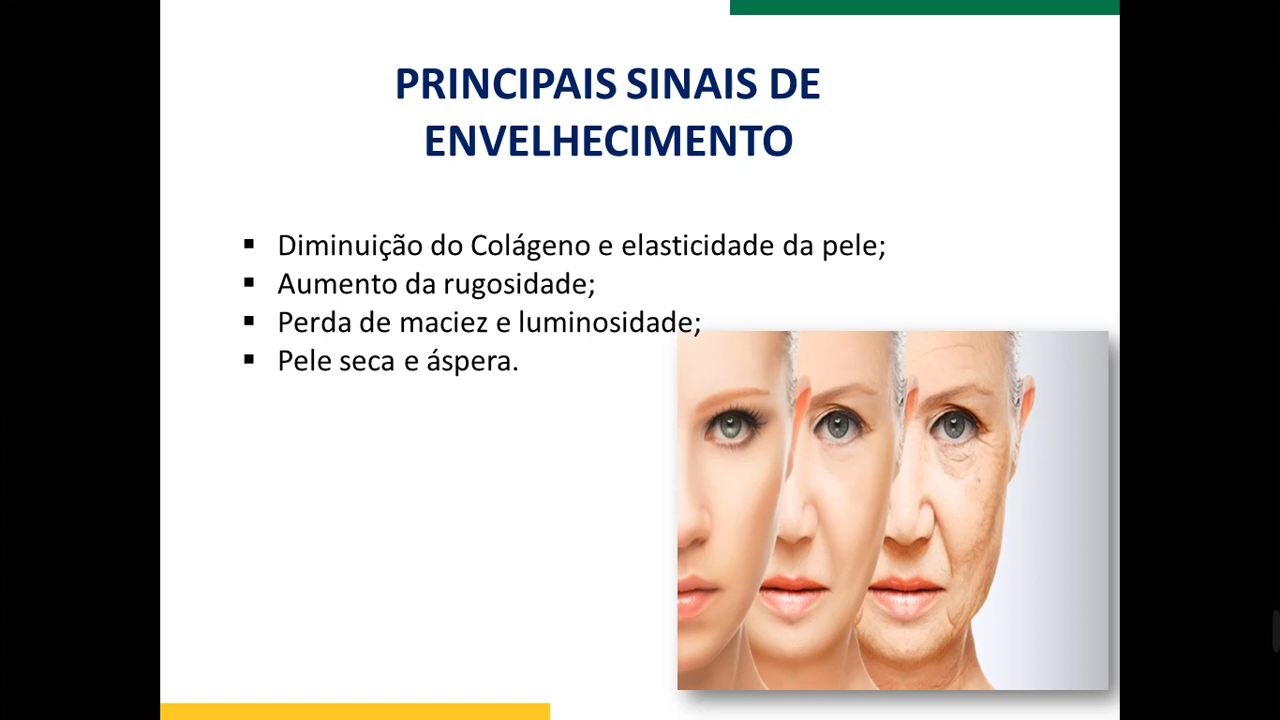 PRINCIPAIS SINAIS DE
ENVELHECIMENTO
▪ Diminuição do Colágeno e elasticidade da pele;
▪ Aumento da rugosidade;
▪ Perda de maciez e luminosidade;
▪ Pele seca e áspera.